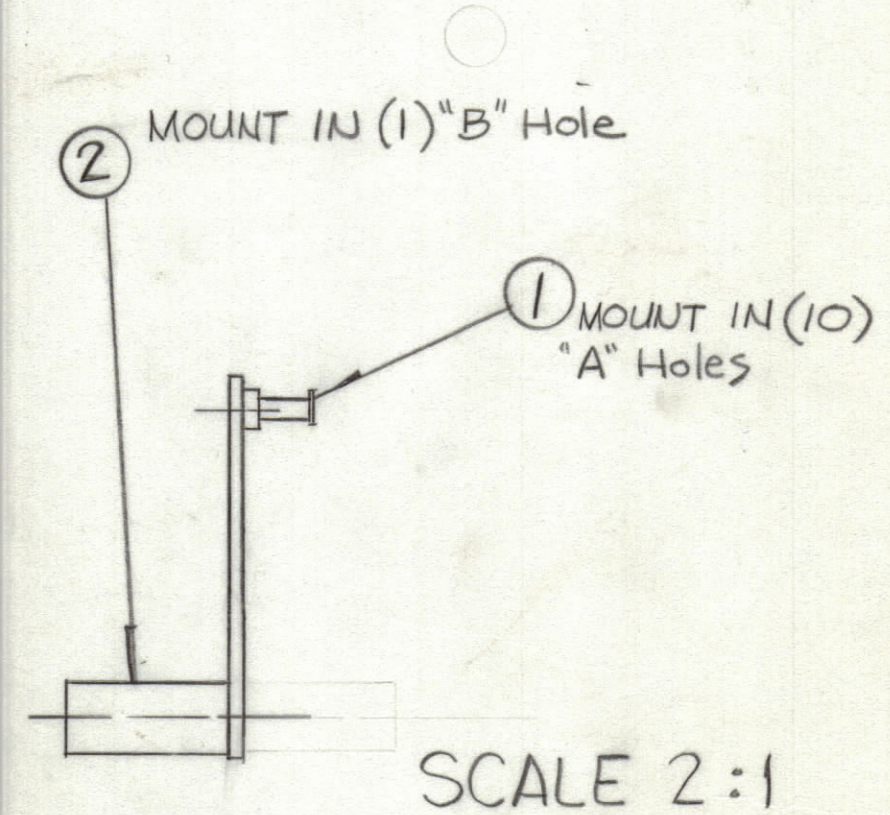 MOUNT IN (1) "B" Hole
2
1
MOUNT IN (10)
"A" Holes
SCALE 2:1